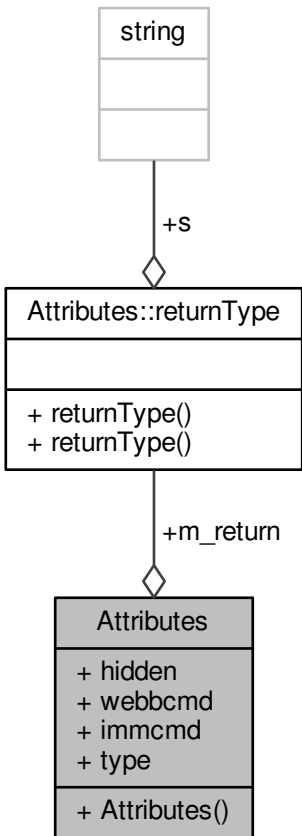 string
+s
Attributes::returnType
+ returnType()
+ returnType()
+m_return
Attributes
+ hidden
+ webbcmd
+ immcmd
+ type
+ Attributes()